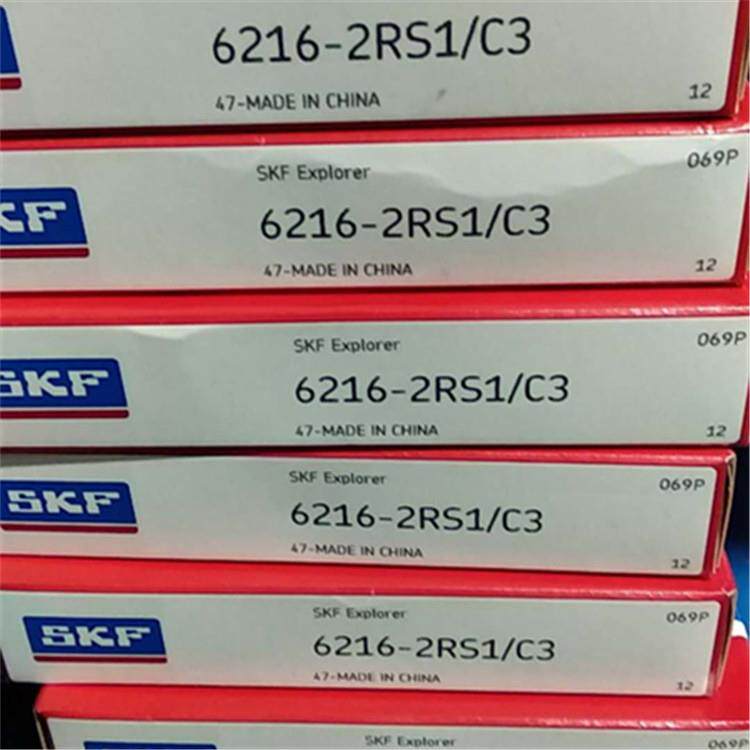 6216-2RS1/C3
47-MADE IN CHINA
12
SKF Explorer
069P
SKF
6216-2RS1/C3
47-MADE IN CHINA
12
SKF Explorer
069P
SKF
6216-2RS1/C3
47-MADE IN CHINA
12
SKF Explorer
069P
SKF
6216-2RS1/C3
47-MADE IN CHINA
12
SKF Explorer
069P
SKF
6216-2RS1/C3
47-MADE IN CHINA
12
SKF Explorer
069P